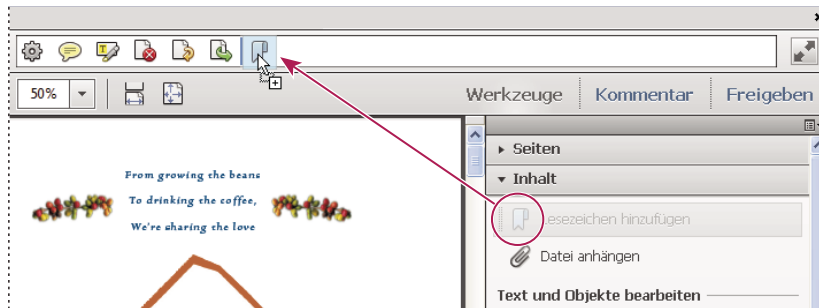 50%
Werkzeuge Kommentar Freigeben
From growing the beans
To drinking the coffee,
We're sharing the love
Seiten
Inhalt
Lesezeichen hinzufügen
Datei anhängen
Text und Objekte bearbeiten